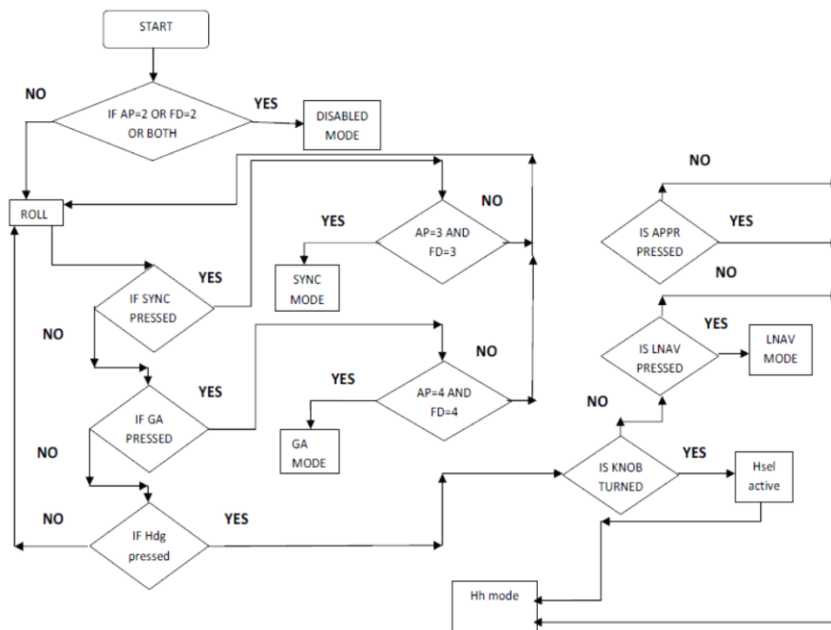 START
NO
IF AP=2 OR FD=2
OR BOTH
YES
DISABLED
MODE
ROLL
IF SYNC
PRESSED
YES
NO
AP=3 AND
FD=3
YES
NO
SYNC
MODE
IF GA
PRESSED
YES
NO
AP=4 AND
FD=4
YES
NO
GA
MODE
IF Hdg
pressed
NO
YES
IS KNOB
TURNED
NO
YES
Hsel
active
IS LNAV
PRESSED
NO
YES
LNAV
MODE
IS APPR
PRESSED
NO
YES
Hh mode